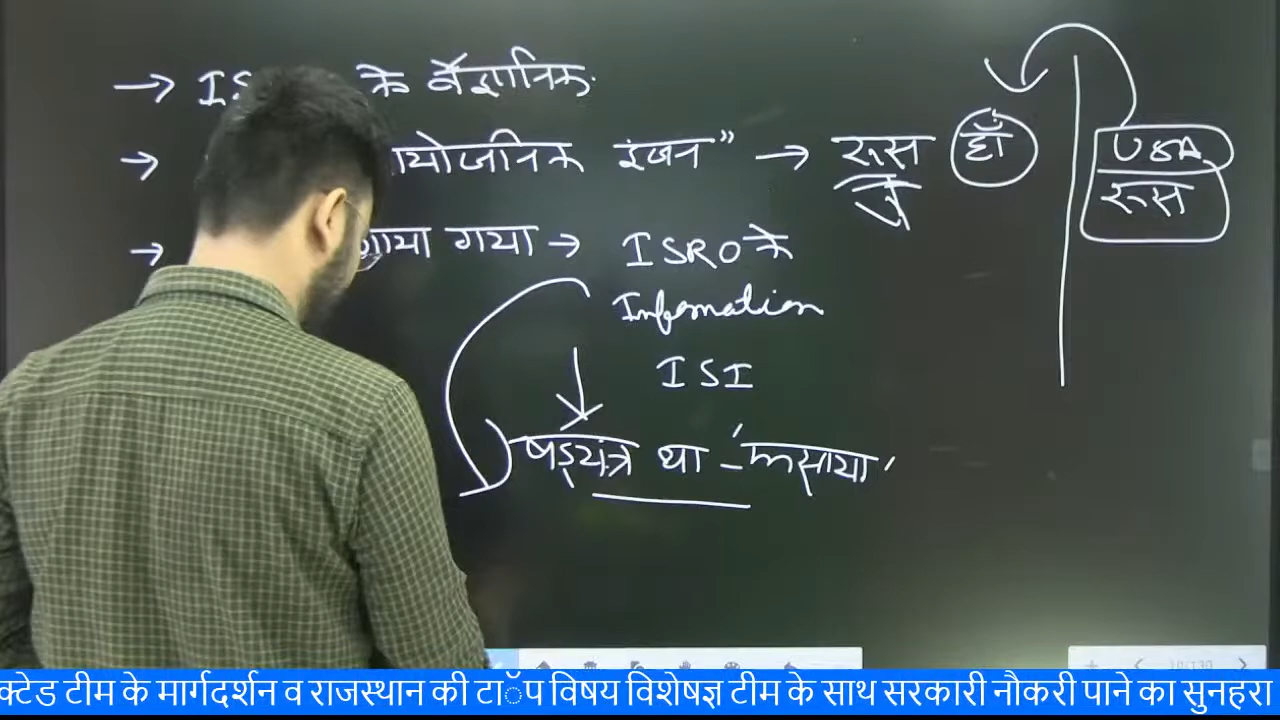 → IS के वैज्ञानिक
→ योजनिक इंजन" → रूस हाँ
→ गाया गया → ISRO के
Information
ISI
षड्यंत्र था - फसाया
USA
रूस
क्टेड टीम के मार्गदर्शन व राजस्थान की टॉप विषय विशेषज्ञ टीम के साथ सरकारी नौकरी पाने का सुनहरा